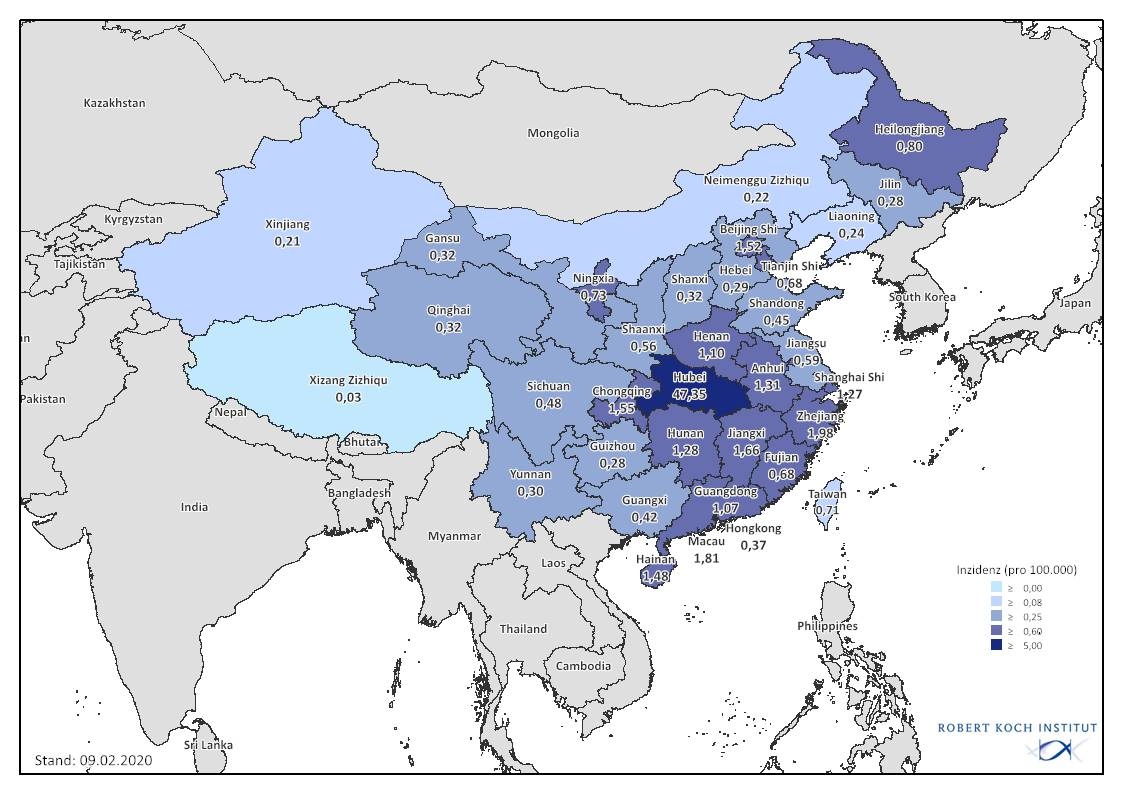 Kazakhstan
Mongolia
Heilongjiang
0,80
Neimenggu Zizhiqu
0,22
Jilin
0,28
Kyrgyzstan
Xinjiang
0,21
Liaoning
0,24
Gansu
0,32
Beijing Shi
1,52
Tajikistan
Ningxia
0,73
Shanxi
0,32
Hebei
0,29
Tianjin Shi
0,68
South Korea
Japan
Qinghai
0,32
Shandong
0,45
Shaanxi
0,56
Henan
1,10
Jiangsu
0,59
an
Xizang Zizhiqu
0,03
Sichuan
0,48
Chongqing
1,55
Hubei
47,35
Anhui
1,31
Shanghai Shi
1,27
Pakistan
Nepal
Bhutan
Zhejiang
1,98
Guizhou
0,28
Hunan
1,28
Jiangxi
1,66
Fujian
0,68
Yunnan
0,30
Bangladesh
India
Guangxi
0,42
Guangdong
1,07
Taiwan
0,71
Hongkong
0,37
Macau
1,81
Myanmar
Laos
Hainan
1,48
Thailand
Philippines
Cambodia
Sri Lanka
Inzidenz (pro 100.000)
≥ 0,00
≥ 0,08
≥ 0,25
≥ 0,60
≥ 5,00
ROBERT KOCH INSTITUT
Stand: 09.02.2020